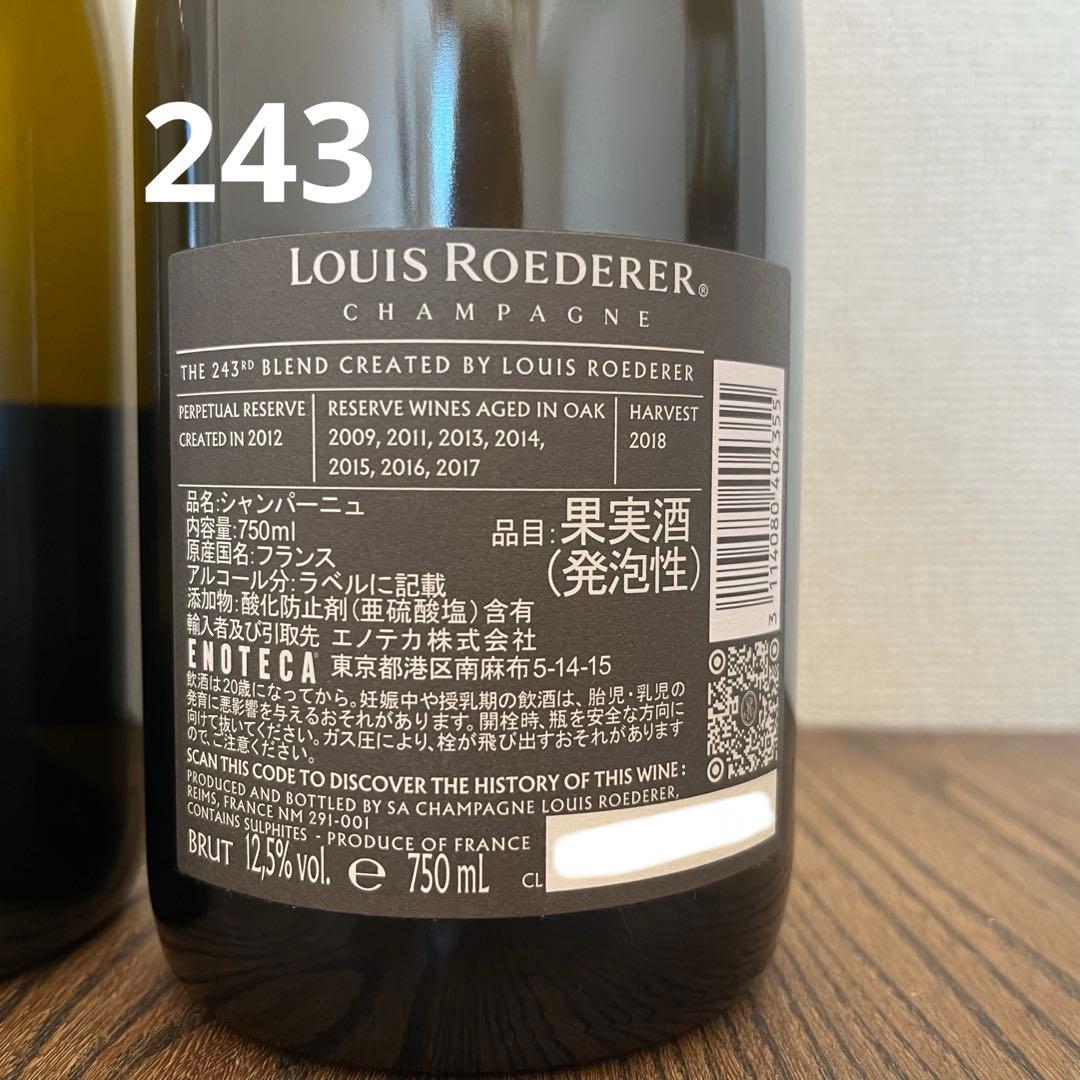 243
LOUIS ROEDERER®
CHAMPAGNE
THE 243RD BLEND CREATED BY LOUIS ROEDERER
PERPETUAL RESERVE
CREATED IN 2012
RESERVE WINES AGED IN OAK
2009, 2011, 2013, 2014,
2015, 2016, 2017
HARVEST
2018
品名:シャンパーニュ
内容量:750ml
原産国名:フランス
アルコール分:ラベルに記載
添加物:酸化防止剤(亜硫酸塩)含有
輸入者及び引取先 エノテカ株式会社
ENOTECA 東京都港区南麻布5-14-15
品目:果実酒
(発泡性)
飲酒は20歳になってから。妊娠中や授乳期の飲酒は、胎児・乳児の
発育に悪影響を与えるおそれがあります。開栓時、瓶を安全な方向に
向けて抜いてください。ガス圧により、栓が飛び出すおそれがあります
ので、ご注意ください。
SCAN THIS CODE TO DISCOVER THE HISTORY OF THIS WINE:
PRODUCED AND BOTTLED BY SA CHAMPAGNE LOUIS ROEDERER,
REIMS, FRANCE NM 291-001
CONTAINS SULPHITES - PRODUCE OF FRANCE
BRUT 12,5% vol. e 750 mL
CL
3 114080 404355